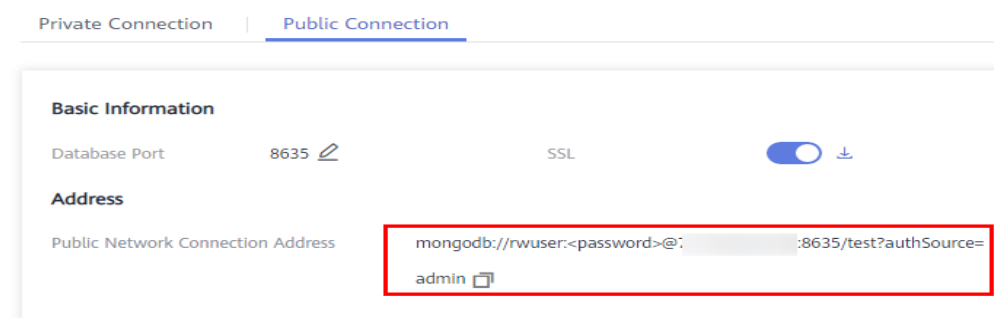 Private Connection | Public Connection
Basic Information
Database Port 8635 SSL
Address
Public Network Connection Address mongodb://rwuser:<password>@7 :8635/test?authSource=
admin